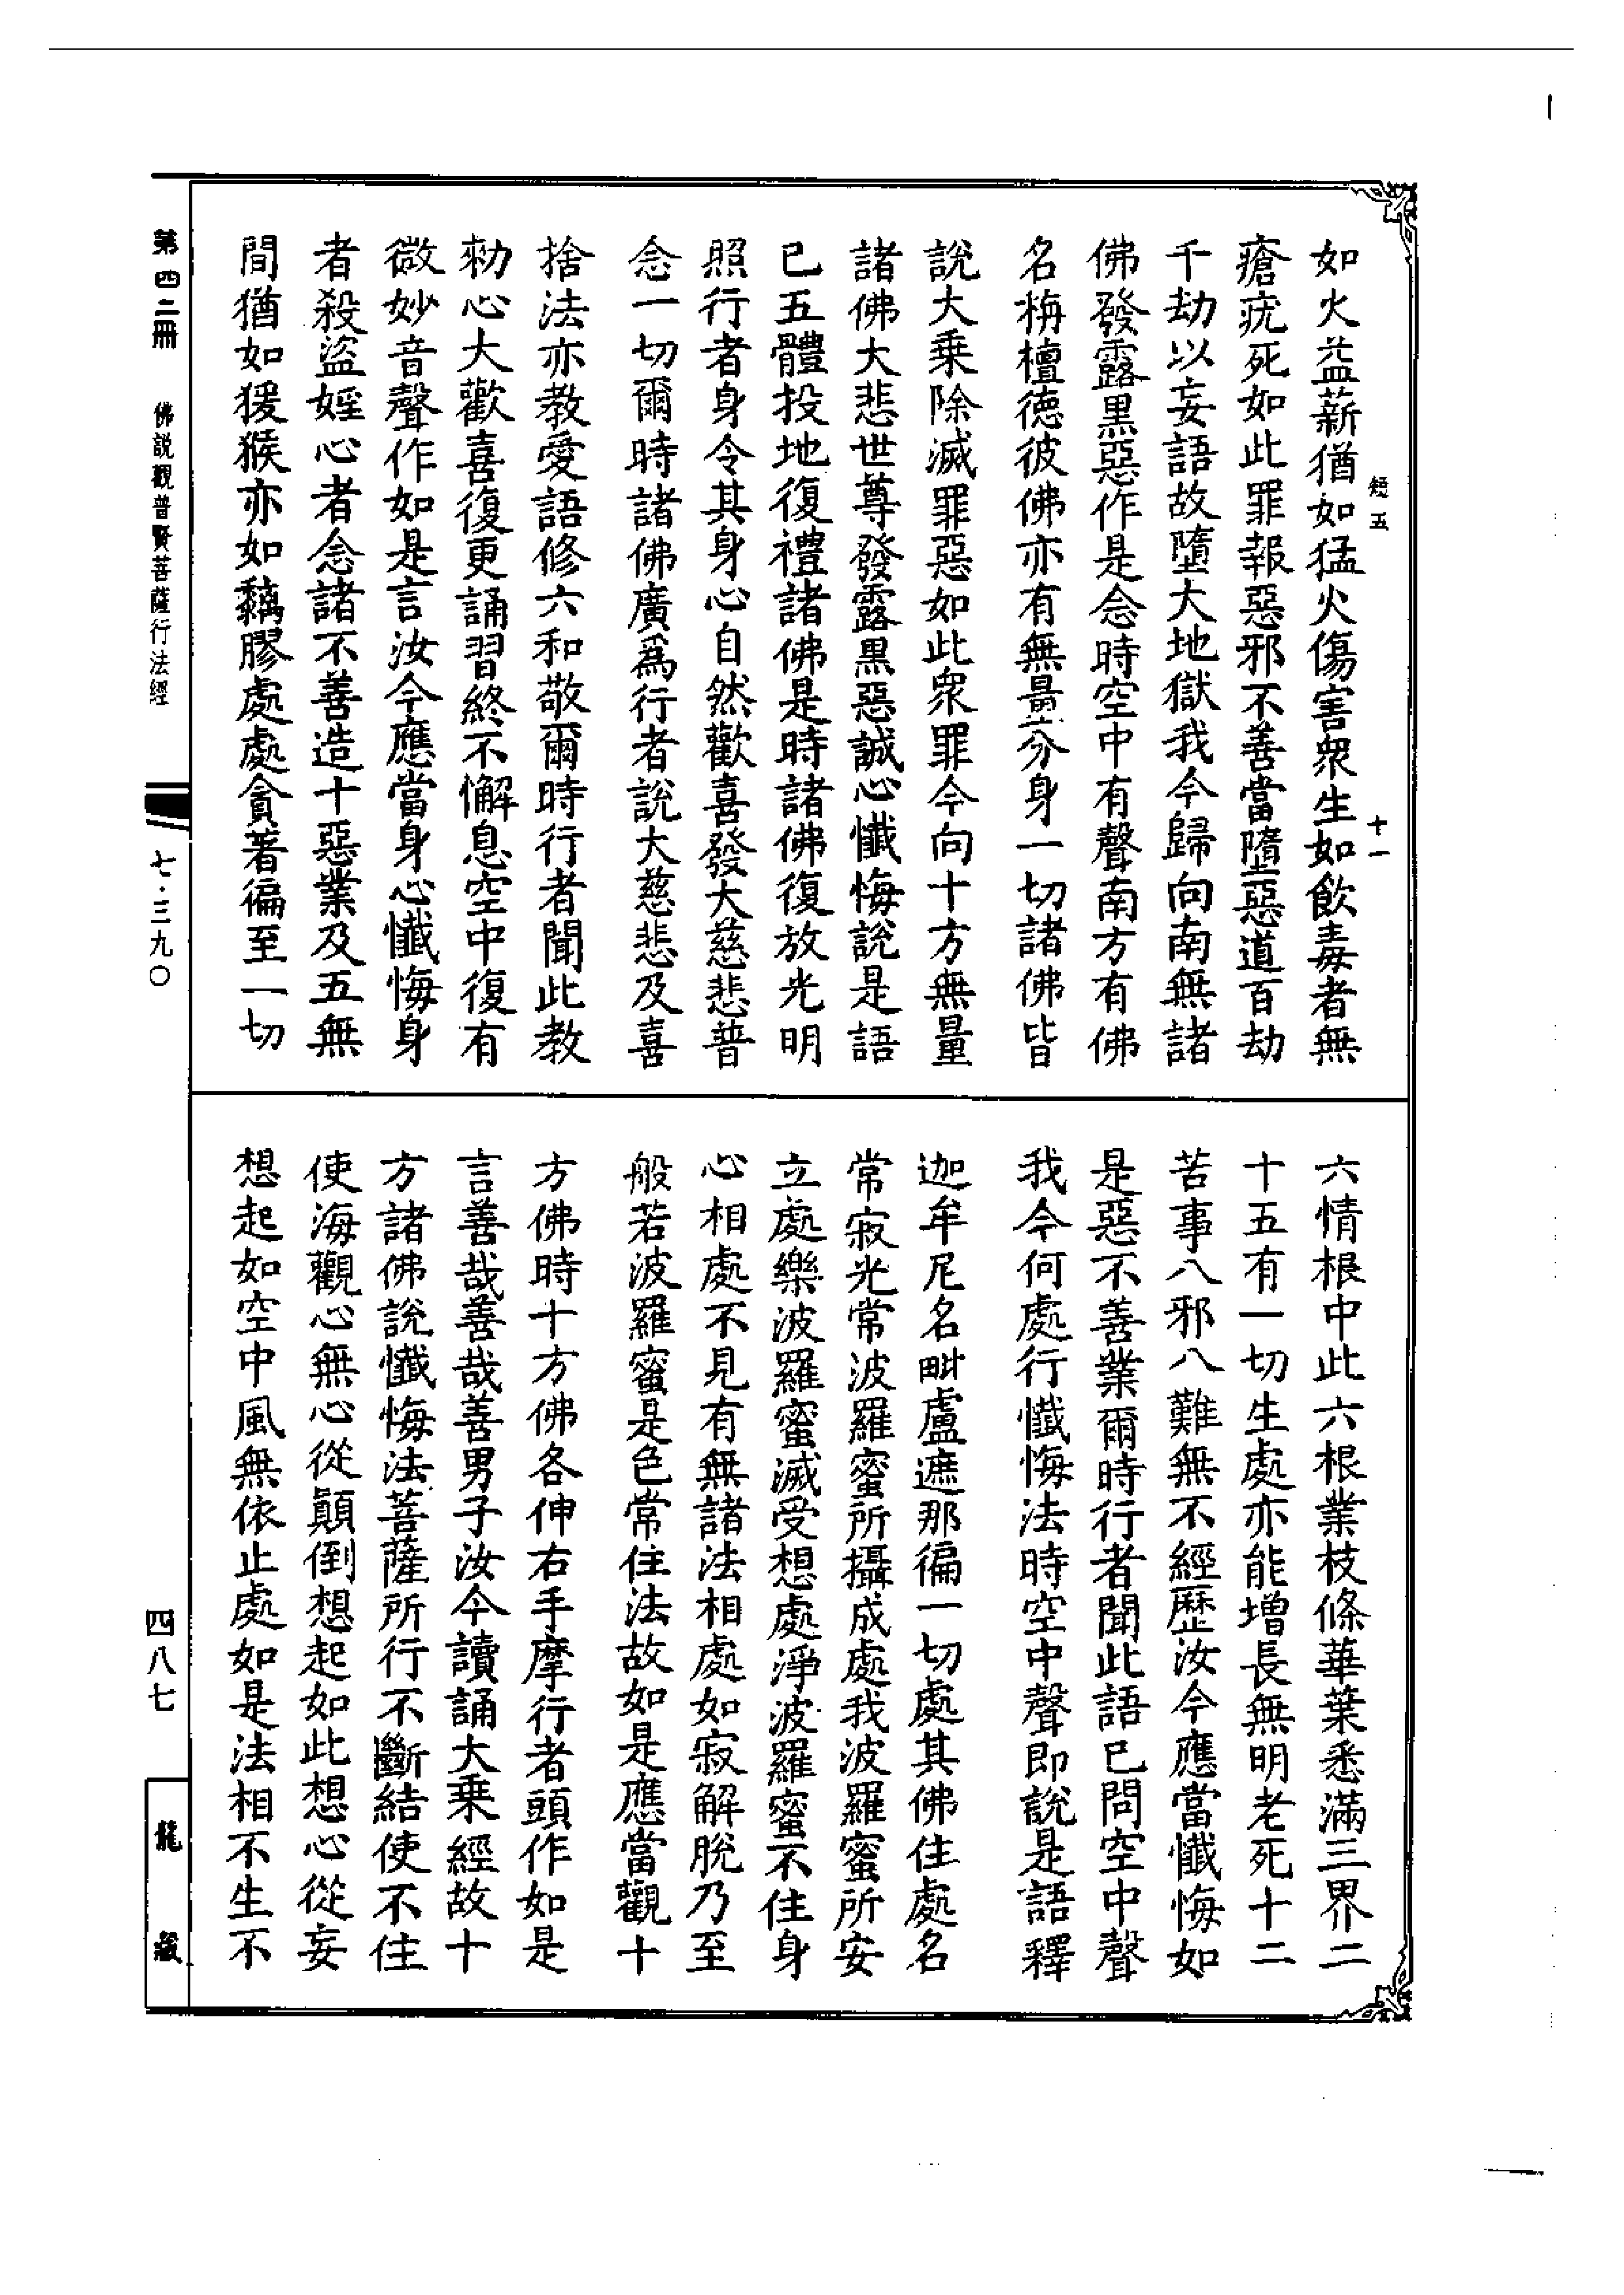 如火益薪猶如猛火傷害衆生如飲毒者無
瘡疣死如此罪報惡邪不善當墮惡道百劫
千劫以妄語故墮大地獄我今歸向南無諸
佛發露黑惡作是念時空中有聲南方有佛
名栴檀德彼佛亦有無量分身一切諸佛皆
說大乘除滅罪惡如此衆罪今向十方無量
諸佛大悲世尊發露黑惡誠心懺悔說是語
已五體投地復禮諸佛是時諸佛復放光明
照行者身令其身心自然歡喜發大慈悲普
念一切爾時諸佛廣爲行者說大慈悲及喜
捨法亦教愛語修六和敬爾時行者聞此教
勑心大歡喜復更誦習終不懈息空中復有
微妙音聲作如是言汝今應當身心懺悔身
者殺盜婬心者念諸不善造十惡業及五無
間猶如猨猴亦如黐膠處處貪著徧至一切
六情根中此六根業枝條華葉悉滿三界二
十五有一切生處亦能增長無明老死十二
苦事八邪八難無不經歷汝今應當懺悔如
是惡不善業爾時行者聞此語已問空中聲
我今何處行懺悔法時空中聲即說是語釋
迦牟尼名毗盧遮那徧一切處其佛住處名
常寂光常波羅蜜所攝成處我波羅蜜所安
立處樂波羅蜜滅受想處淨波羅蜜不住身
心相處不見有無諸法相處如寂解脫乃至
般若波羅蜜是色常住法故如是應當觀十
方佛時十方佛各伸右手摩行者頭作如是
言善哉善哉善男子汝今讀誦大乘經故十
方諸佛說懺悔法菩薩所行不斷結使不住
使海觀心無心從顛倒想起如此想心從妄
想起如空中風無依止處如是法相不生不
短五
十一
第四二冊
佛說觀普賢菩薩行法經
七·三九〇
四八七
龍藏